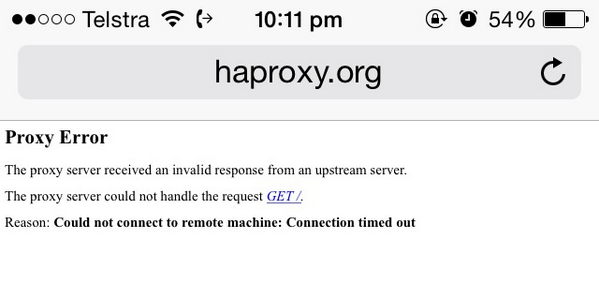 Telstra 10:11 pm 54%
haproxy.org
Proxy Error
The proxy server received an invalid response from an upstream server.
The proxy server could not handle the request GET /.
Reason: Could not connect to remote machine: Connection timed out